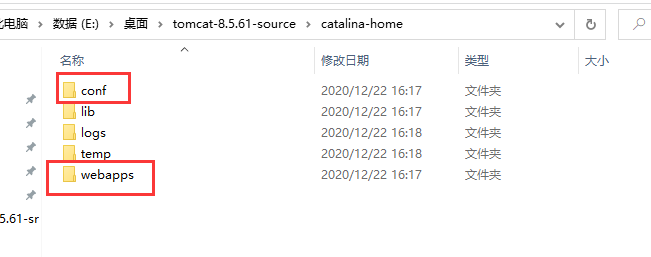 比电脑 › 数据 (E:) › 桌面 › tomcat-8.5.61-source › catalina-home
名称 修改日期 类型 大小
conf 2020/12/22 16:17 文件夹
lib 2020/12/22 16:17 文件夹
logs 2020/12/22 16:18 文件夹
temp 2020/12/22 16:18 文件夹
webapps 2020/12/22 16:17 文件夹
5.61-sr